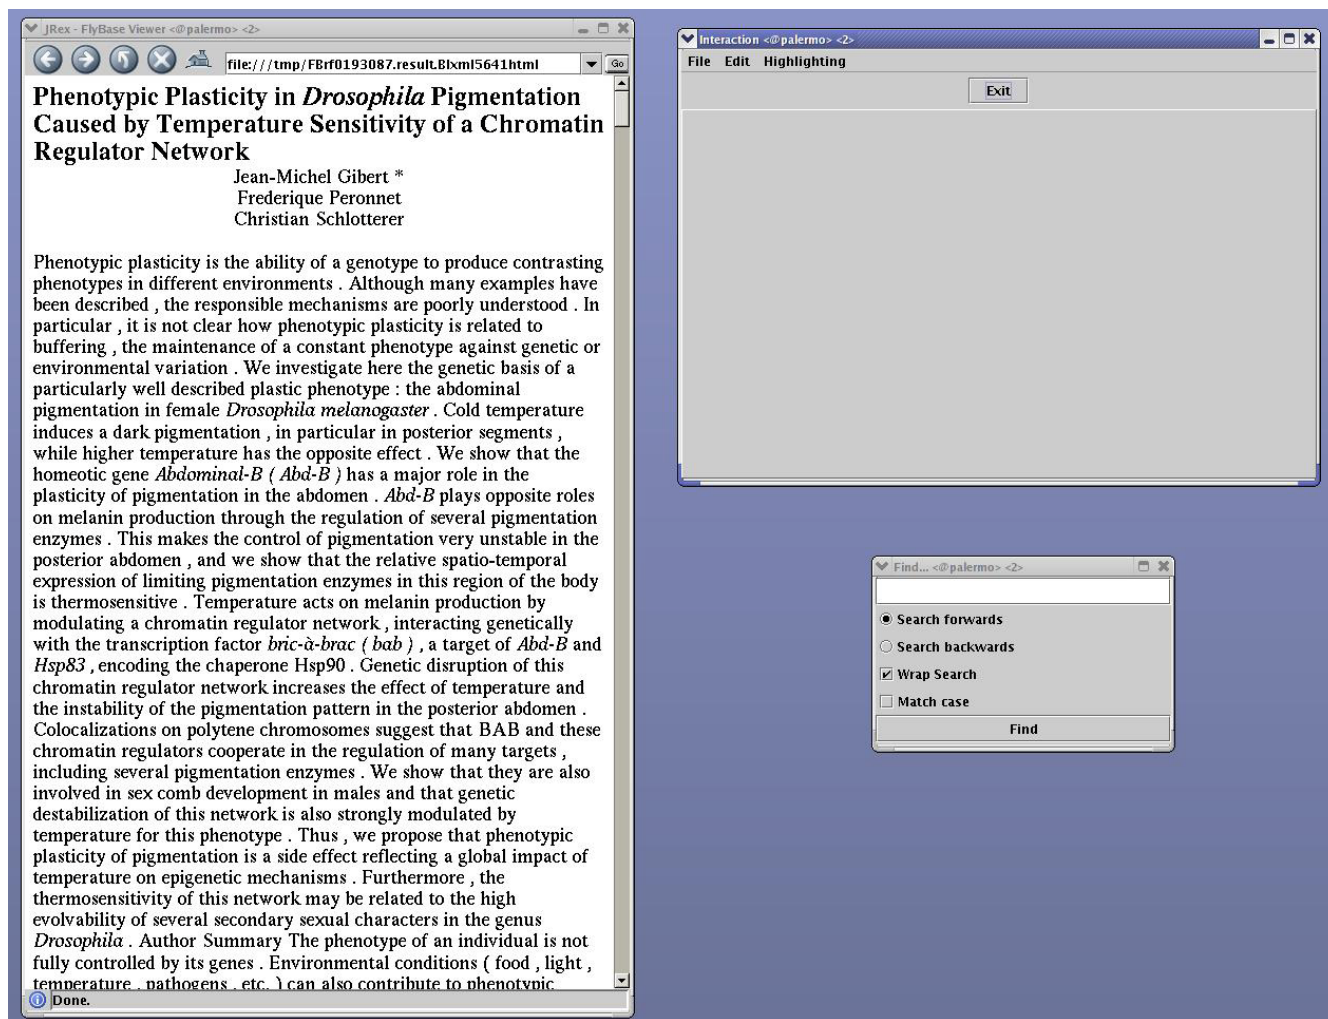 JRex - FlyBase Viewer <@palermo> <2>
file:///tmp/FBrf0193087.result.Blxml5641html
Go
Phenotypic Plasticity in Drosophila Pigmentation
Caused by Temperature Sensitivity of a Chromatin
Regulator Network
Jean-Michel Gibert *
Frederique Peronnet
Christian Schlotterer
Phenotypic plasticity is the ability of a genotype to produce contrasting
phenotypes in different environments . Although many examples have
been described , the responsible mechanisms are poorly understood . In
particular , it is not clear how phenotypic plasticity is related to
buffering , the maintenance of a constant phenotype against genetic or
environmental variation . We investigate here the genetic basis of a
particularly well described plastic phenotype : the abdominal
pigmentation in female Drosophila melanogaster . Cold temperature
induces a dark pigmentation , in particular in posterior segments ,
while higher temperature has the opposite effect . We show that the
homeotic gene Abdominal-B ( Abd-B ) has a major role in the
plasticity of pigmentation in the abdomen . Abd-B plays opposite roles
on melanin production through the regulation of several pigmentation
enzymes . This makes the control of pigmentation very unstable in the
posterior abdomen , and we show that the relative spatio-temporal
expression of limiting pigmentation enzymes in this region of the body
is thermosensitive . Temperature acts on melanin production by
modulating a chromatin regulator network , interacting genetically
with the transcription factor bric-à-brac ( bab ) , a target of Abd-B and
Hsp83 , encoding the chaperone Hsp90 . Genetic disruption of this
chromatin regulator network increases the effect of temperature and
the instability of the pigmentation pattern in the posterior abdomen .
Colocalizations on polytene chromosomes suggest that BAB and these
chromatin regulators cooperate in the regulation of many targets ,
including several pigmentation enzymes . We show that they are also
involved in sex comb development in males and that genetic
destabilization of this network is also strongly modulated by
temperature for this phenotype . Thus , we propose that phenotypic
plasticity of pigmentation is a side effect reflecting a global impact of
temperature on epigenetic mechanisms . Furthermore , the
thermosensitivity of this network may be related to the high
evolvability of several secondary sexual characters in the genus
Drosophila . Author Summary The phenotype of an individual is not
fully controlled by its genes . Environmental conditions ( food , light ,
temperature , pathogens , etc. ) can also contribute to phenotypic
Done.
Interaction <@palermo> <2>
File Edit Highlighting
Exit
Find... <@palermo> <2>
Search forwards
Search backwards
Wrap Search
Match case
Find